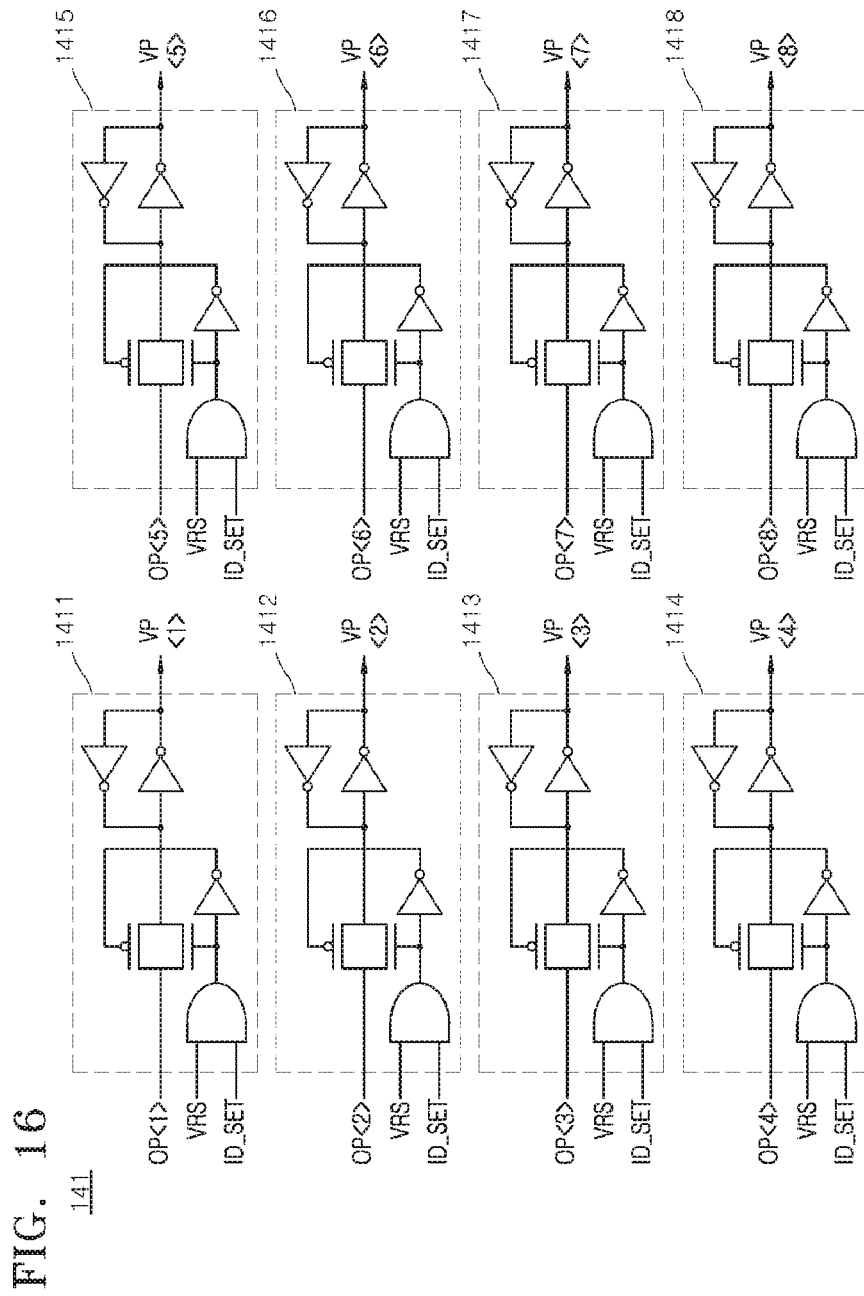 FIG. 16
141
1411
OP<1>
VRS
ID_SET
VP
<1>
1412
OP<2>
VRS
ID_SET
VP
<2>
1413
OP<3>
VRS
ID_SET
VP
<3>
1414
OP<4>
VRS
ID_SET
VP
<4>
1415
OP<5>
VRS
ID_SET
VP
<5>
1416
OP<6>
VRS
ID_SET
VP
<6>
1417
OP<7>
VRS
ID_SET
VP
<7>
1418
OP<8>
VRS
ID_SET
VP
<8>